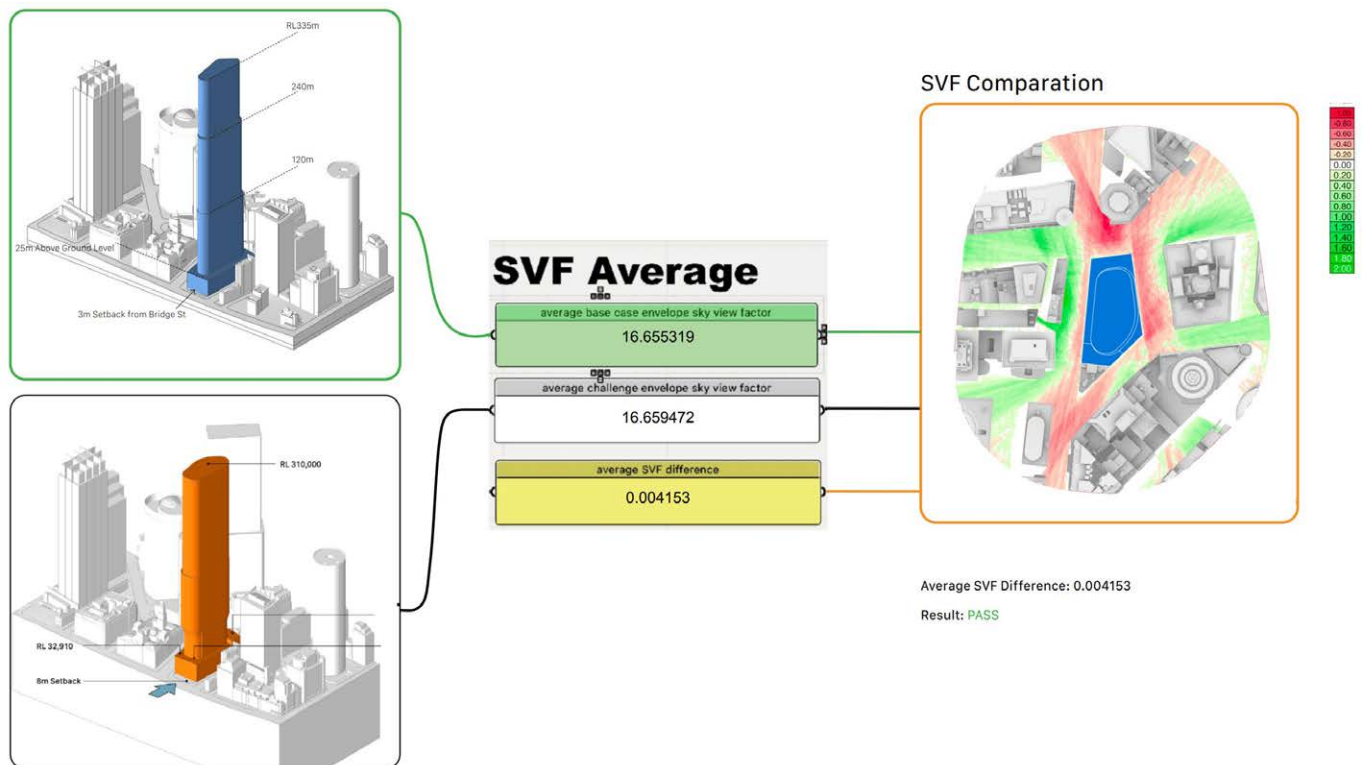 RL335m
240m
120m
25m Above Ground Level
3m Setback from Bridge St
RL 310,000
RL 32,910
8m Setback
SVF Average
average base case envelope sky view factor
16.655319
average challenge envelope sky view factor
16.659472
average SVF difference
0.004153
SVF Comparation
-0.80
-0.60
-0.40
-0.20
0.00
0.20
0.40
0.60
0.80
1.00
1.20
1.40
1.60
1.80
2.00
Average SVF Difference: 0.004153
Result: PASS